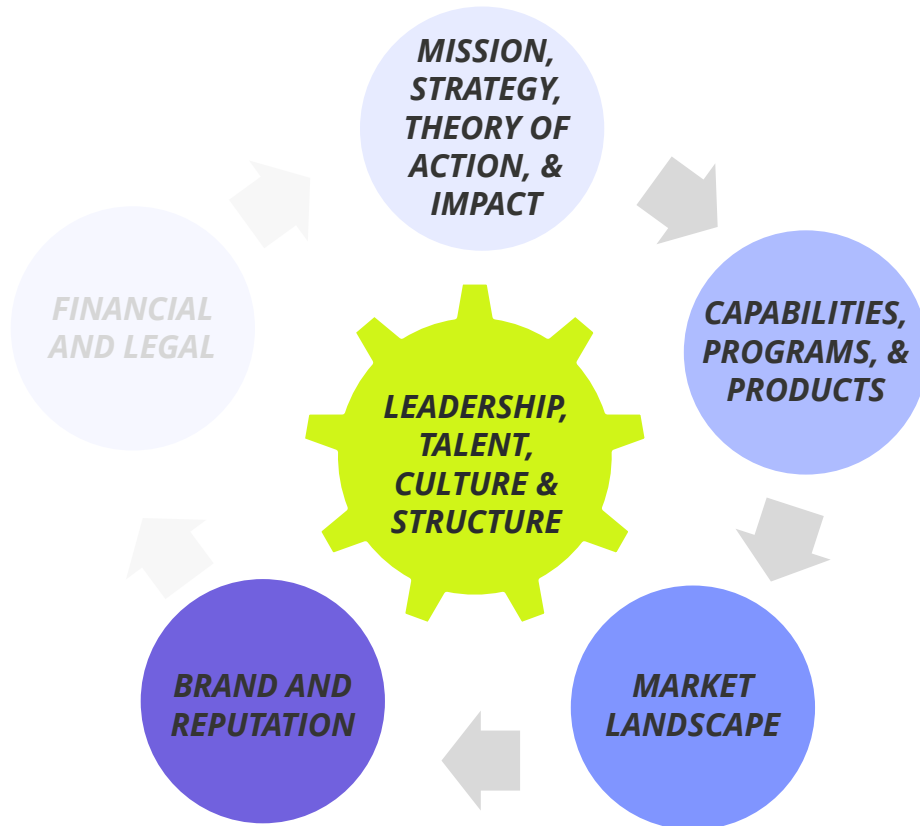 MISSION,
STRATEGY,
THEORY OF
ACTION, &
IMPACT
CAPABILITIES,
PROGRAMS, &
PRODUCTS
MARKET
LANDSCAPE
BRAND AND
REPUTATION
FINANCIAL
AND LEGAL
LEADERSHIP,
TALENT,
CULTURE &
STRUCTURE